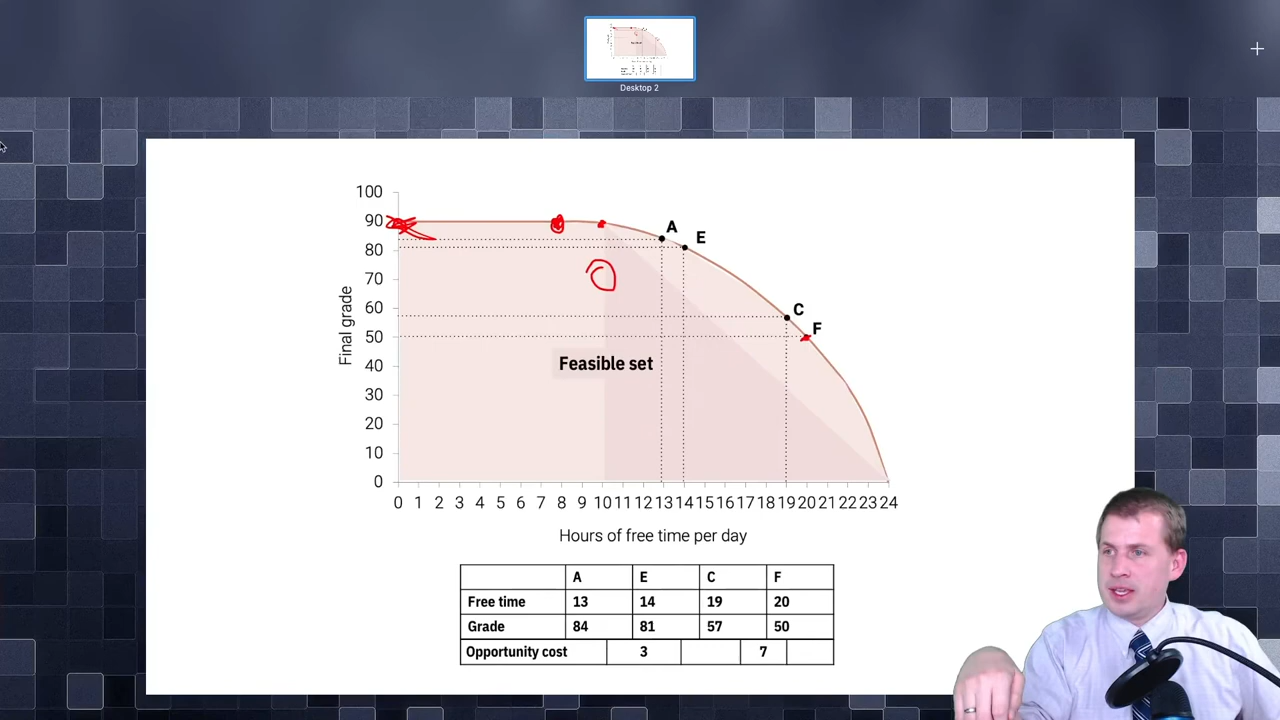 Desktop 2
100
90
80
70
60
50
40
30
20
10
0
Final grade
A
E
C
F
Feasible set
0 1 2 3 4 5 6 7 8 9 10 11 12 13 14 15 16 17 18 19 20 21 22 23 24
Hours of free time per day
A E C F
Free time 13 14 19 20
Grade 84 81 57 50
Opportunity cost 3 7